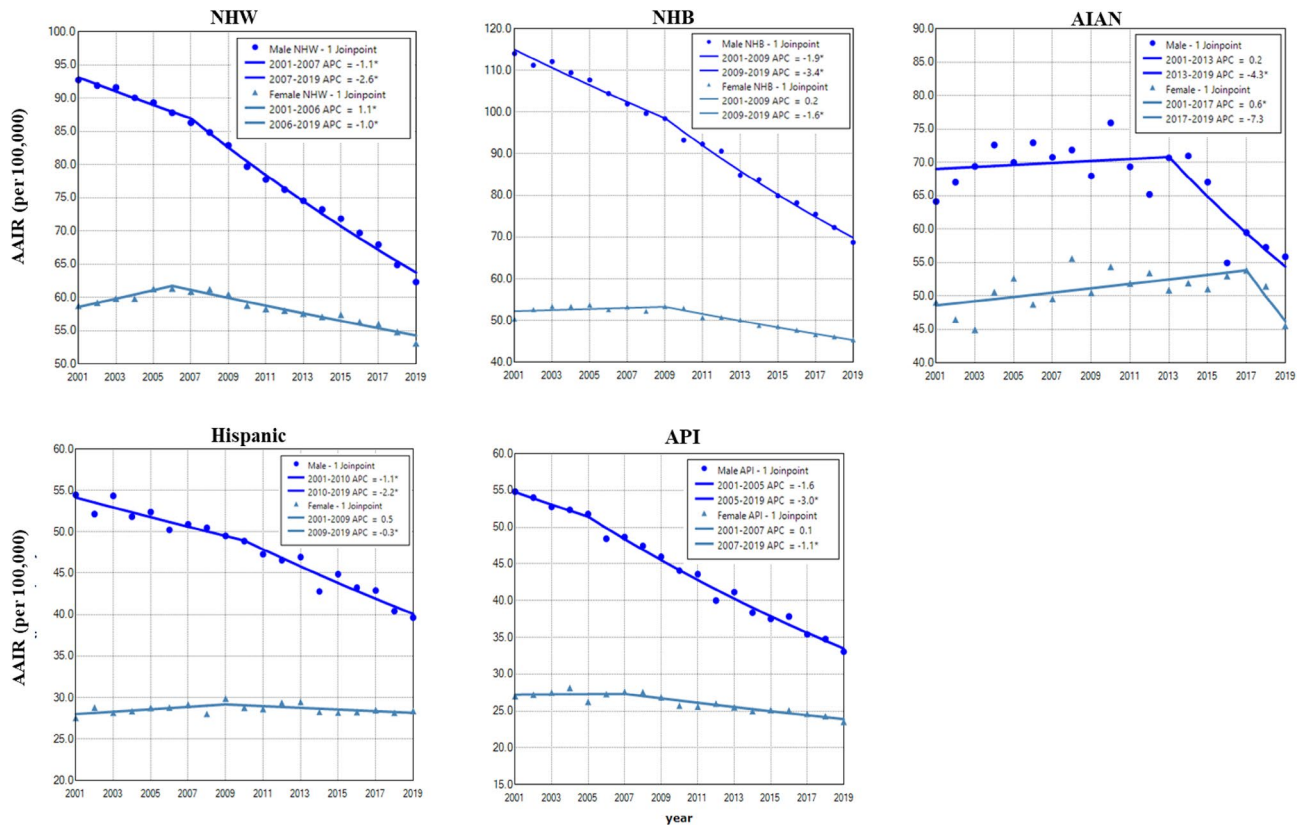 NHW
100.0
95.0
90.0
85.0
80.0
75.0
70.0
65.0
60.0
55.0
50.0
2001 2003 2005 2007 2009 2011 2013 2015 2017 2019
Male NHW - 1 Joinpoint
2001-2007 APC = -1.1*
2007-2019 APC = -2.6*
Female NHW - 1 Joinpoint
2001-2006 APC 1.1*
2006-2019 APC = -1.0*
AAIR (per 100,000)
NHB
120.0
110.0
100.0
90.0
80.0
70.0
60.0
50.0
40.0
2001 2003 2005 2007 2009 2011 2013 2015 2017 2019
Male NHB - 1 Joinpoint
2001-2009 APC = -1.9*
2009-2019 APC = -3.4*
Female NHB - 1 Joinpoint
2001-2009 APC = 0.2
2009-2019 APC = -1.6*
AIAN
90.0
85.0
80.0
75.0
70.0
65.0
60.0
55.0
50.0
45.0
40.0
2001 2003 2005 2007 2009 2011 2013 2015 2017 2019
Male - 1 Joinpoint
2001-2013 APC 0.2
2013-2019 APC = -4.3*
Female - 1 Joinpoint
2001-2017 APC = 0.6*
2017-2019 APC = -7.3
Hispanic
60.0
55.0
50.0
45.0
40.0
35.0
30.0
25.0
20.0
2001 2003 2005 2007 2009 2011 2013 2015 2017 2019
Male - 1 Joinpoint
2001-2010 APC = -1.1*
2010-2019 APC = -2.2*
Female - 1 Joinpoint
2001-2009 APC = 0.5
2009-2019 APC = -0.3*
AAIR (per 100,000)
API
60.0
55.0
50.0
45.0
40.0
35.0
30.0
25.0
20.0
15.0
2001 2003 2005 2007 2009 2011 2013 2015 2017 2019
year
Male API - 1 Joinpoint
2001-2005 APC = -1.6
2005-2019 APC = -3.0*
Female API - 1 Joinpoint
2001-2007 APC = 0.1
2007-2019 APC = -1.1*